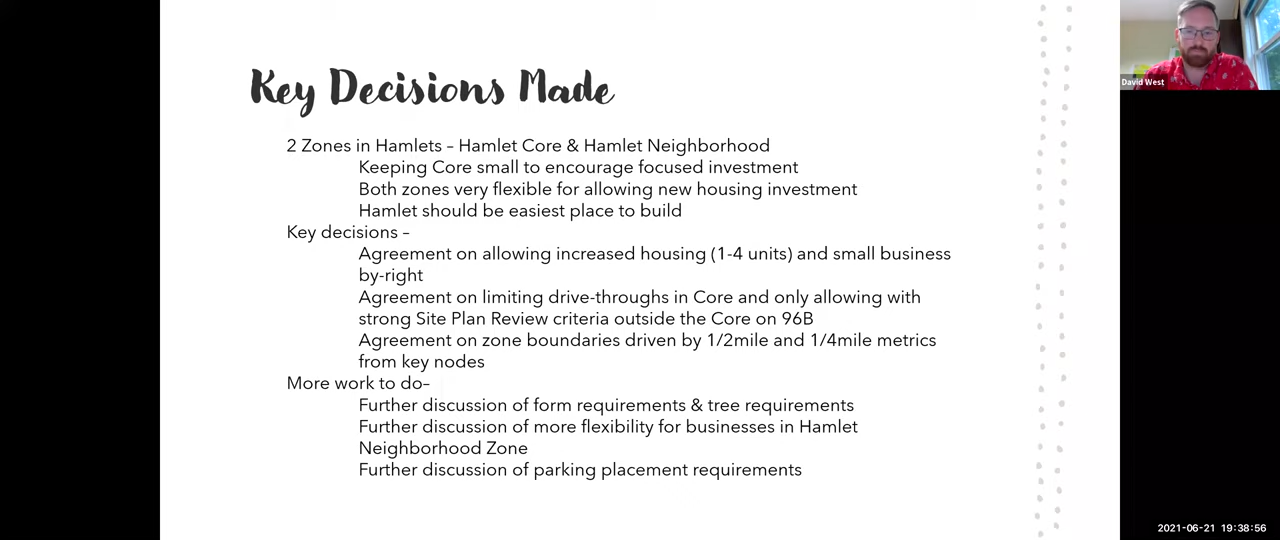 Key Decisions Made
2 Zones in Hamlets – Hamlet Core & Hamlet Neighborhood
Keeping Core small to encourage focused investment
Both zones very flexible for allowing new housing investment
Hamlet should be easiest place to build
Key decisions –
Agreement on allowing increased housing (1-4 units) and small business
by-right
Agreement on limiting drive-throughs in Core and only allowing with
strong Site Plan Review criteria outside the Core on 96B
Agreement on zone boundaries driven by 1/2mile and 1/4mile metrics
from key nodes
More work to do–
Further discussion of form requirements & tree requirements
Further discussion of more flexibility for businesses in Hamlet
Neighborhood Zone
Further discussion of parking placement requirements
David West
2021-06-21 19:38:56